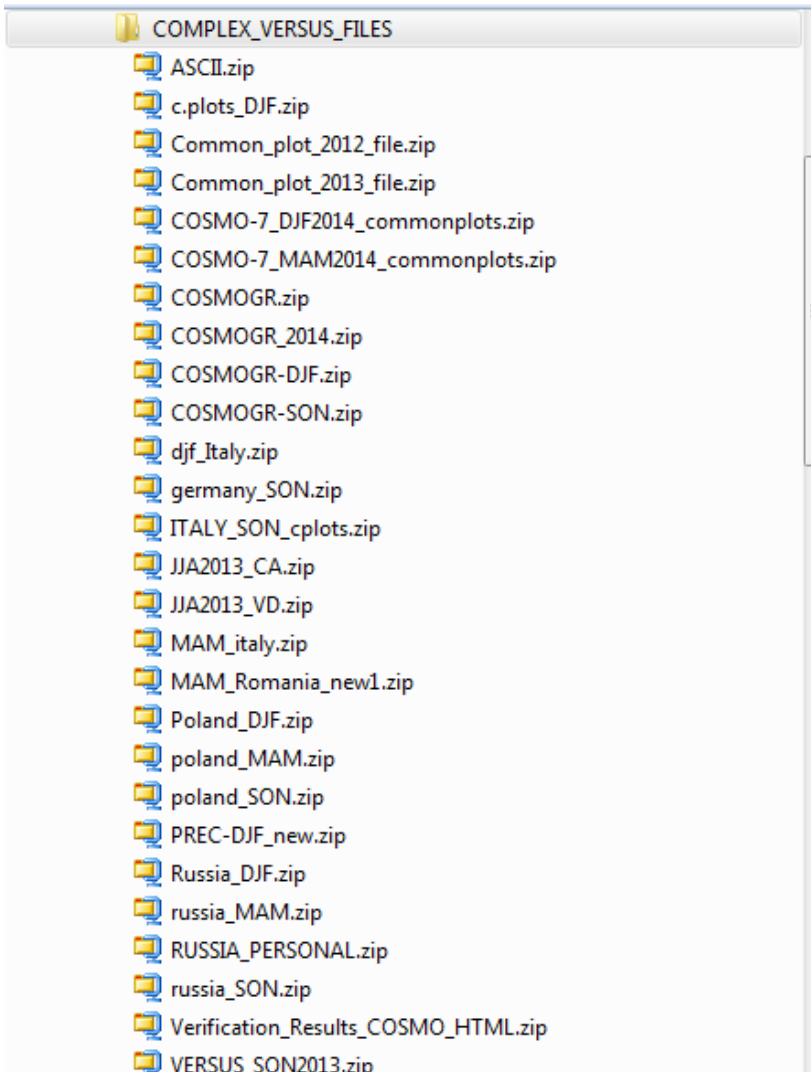 COMPLEX_VERSUS_FILES
ASCII.zip
c.plots_DJF.zip
Common_plot_2012_file.zip
Common_plot_2013_file.zip
COSMO-7_DJF2014_commonplots.zip
COSMO-7_MAM2014_commonplots.zip
COSMOGR.zip
COSMOGR_2014.zip
COSMOGR-DJF.zip
COSMOGR-SON.zip
djf_Italy.zip
germany_SON.zip
ITALY_SON_cplots.zip
JJA2013_CA.zip
JJA2013_VD.zip
MAM_italy.zip
MAM_Romania_new1.zip
Poland_DJF.zip
poland_MAM.zip
poland_SON.zip
PREC-DJF_new.zip
Russia_DJF.zip
russia_MAM.zip
RUSSIA_PERSONAL.zip
russia_SON.zip
Verification_Results_COSMO_HTML.zip
VERSUS_SON2013.zip